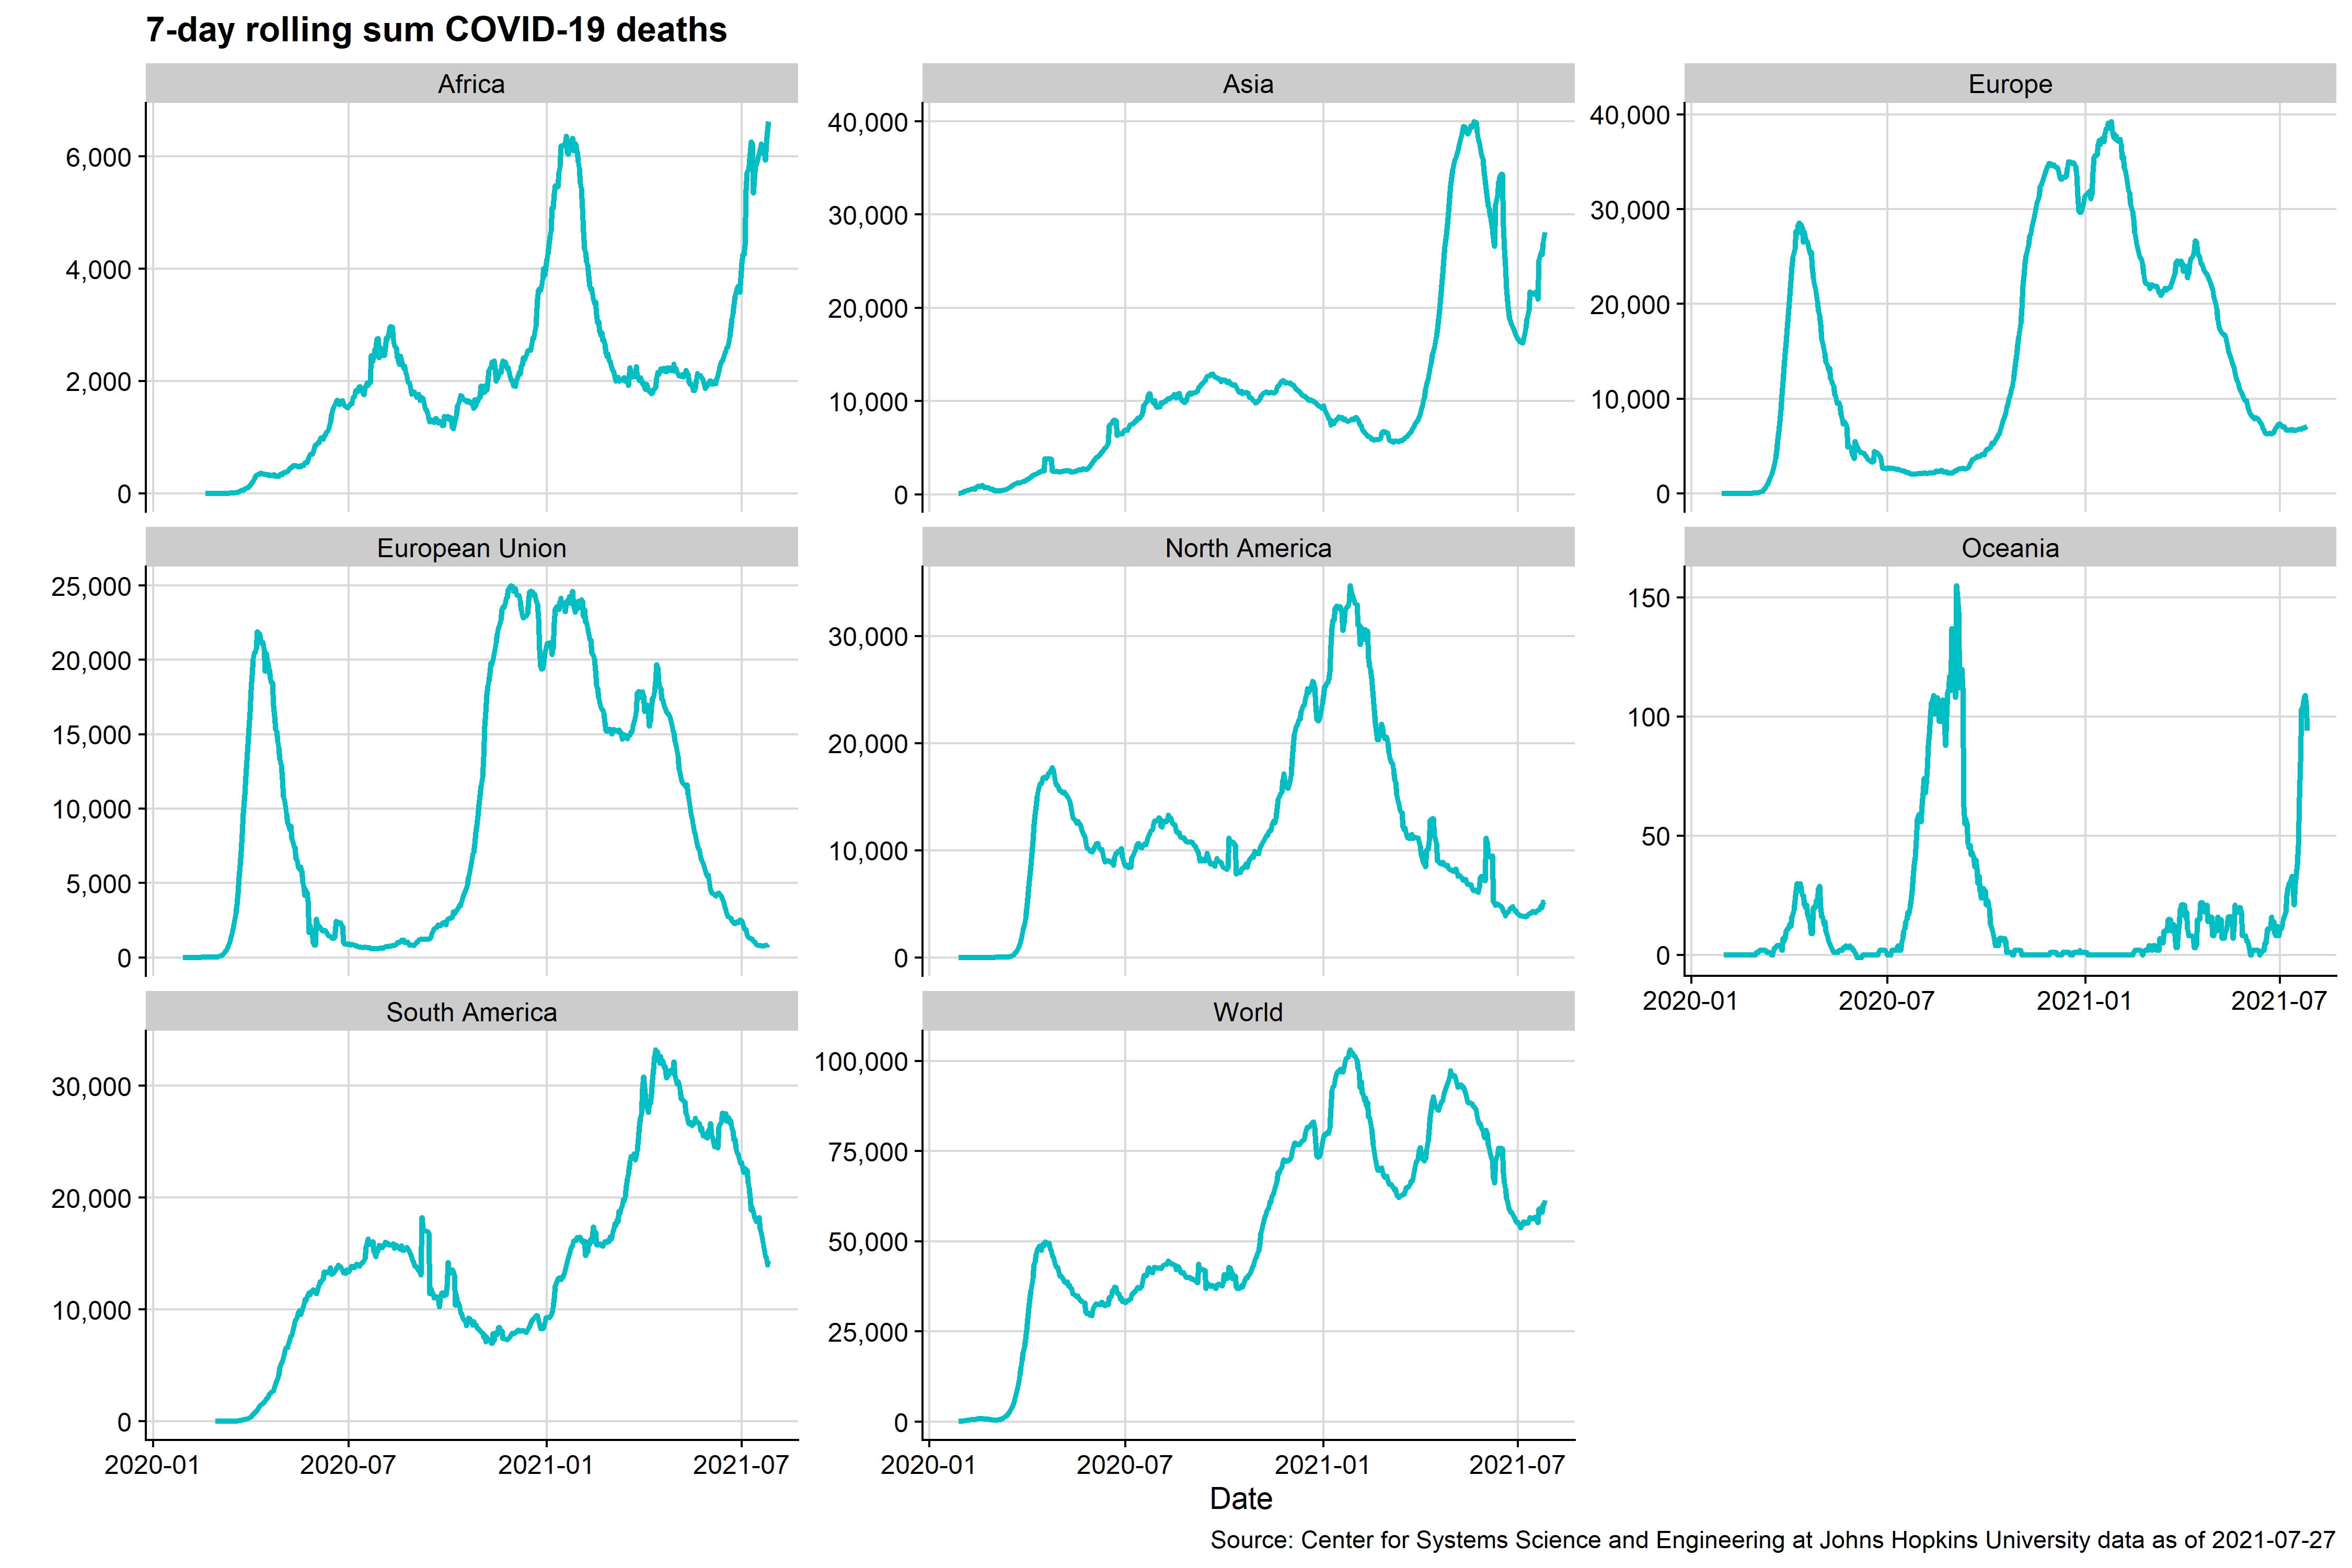 7-day rolling sum COVID-19 deaths
Africa
Asia
Europe
6,000
4,000
2,000
0
40,000
30,000
20,000
10,000
0
40,000
30,000
20,000
10,000
0
European Union
North America
Oceania
25,000
20,000
15,000
10,000
5,000
0
30,000
20,000
10,000
0
150
100
50
0
2020-01 2020-07 2021-01 2021-07
South America
World
30,000
20,000
10,000
0
100,000
75,000
50,000
25,000
0
2020-01 2020-07 2021-01 2021-07
2020-01 2020-07 2021-01 2021-07
Date
Source: Center for Systems Science and Engineering at Johns Hopkins University data as of 2021-07-27